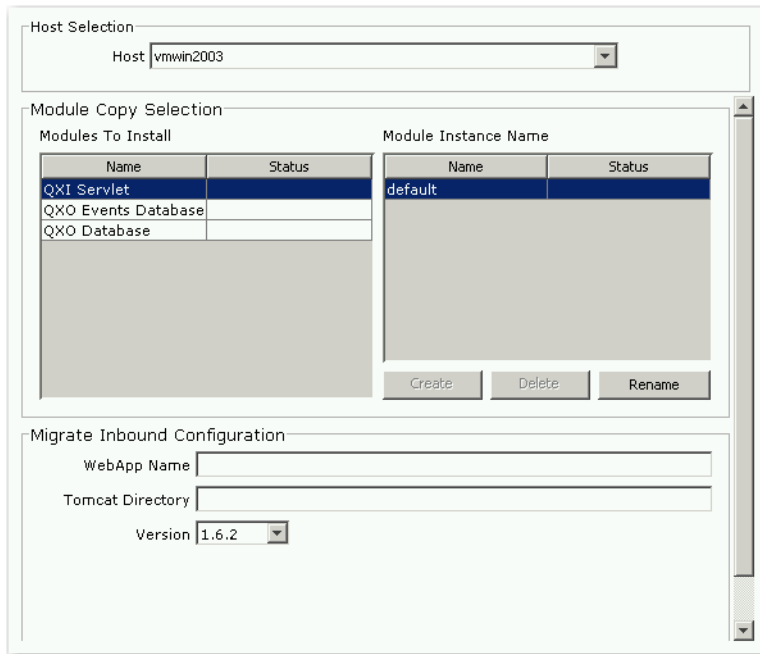 Host Selection
Host vmwin2003
Module Copy Selection
Modules To Install
Name Status
QXI Servlet
QXO Events Database
QXO Database
Module Instance Name
Name Status
default
Create Delete Rename
Migrate Inbound Configuration
WebApp Name
Tomcat Directory
Version 1.6.2